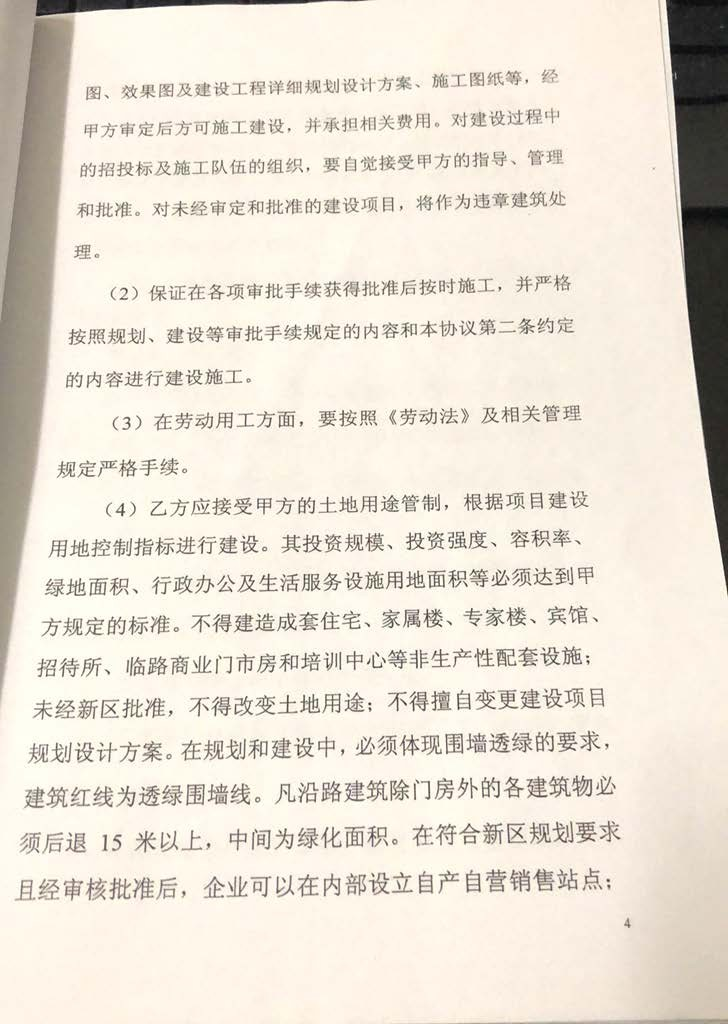 图、效果图及建设工程详细规划设计方案、施工图纸等，经
甲方审定后方可施工建设，并承担相关费用。对建设过程中
的招投标及施工队伍的组织，要自觉接受甲方的指导、管理
和批准。对未经审定和批准的建设项目，将作为违章建筑处
理。
（2）保证在各项审批手续获得批准后按时施工，并严格
按照规划、建设等审批手续规定的内容和本协议第二条约定
的内容进行建设施工。
（3）在劳动用工方面，要按照《劳动法》及相关管理
规定严格手续。
（4）乙方应接受甲方的土地用途管制，根据项目建设
用地控制指标进行建设。其投资规模、投资强度、容积率、
绿地面积、行政办公及生活服务设施用地面积等必须达到甲
方规定的标准。不得建造成套住宅、家属楼、专家楼、宾馆、
招待所、临路商业门市房和培训中心等非生产性配套设施；
未经新区批准，不得改变土地用途；不得擅自变更建设项目
规划设计方案。在规划和建设中，必须体现围墙透绿的要求，
建筑红线为透绿围墙线。凡沿路建筑除门房外的各建筑物必
须后退 15 米以上，中间为绿化面积。在符合新区规划要求
且经审核批准后，企业可以在内部设立自产自营销售站点；
4